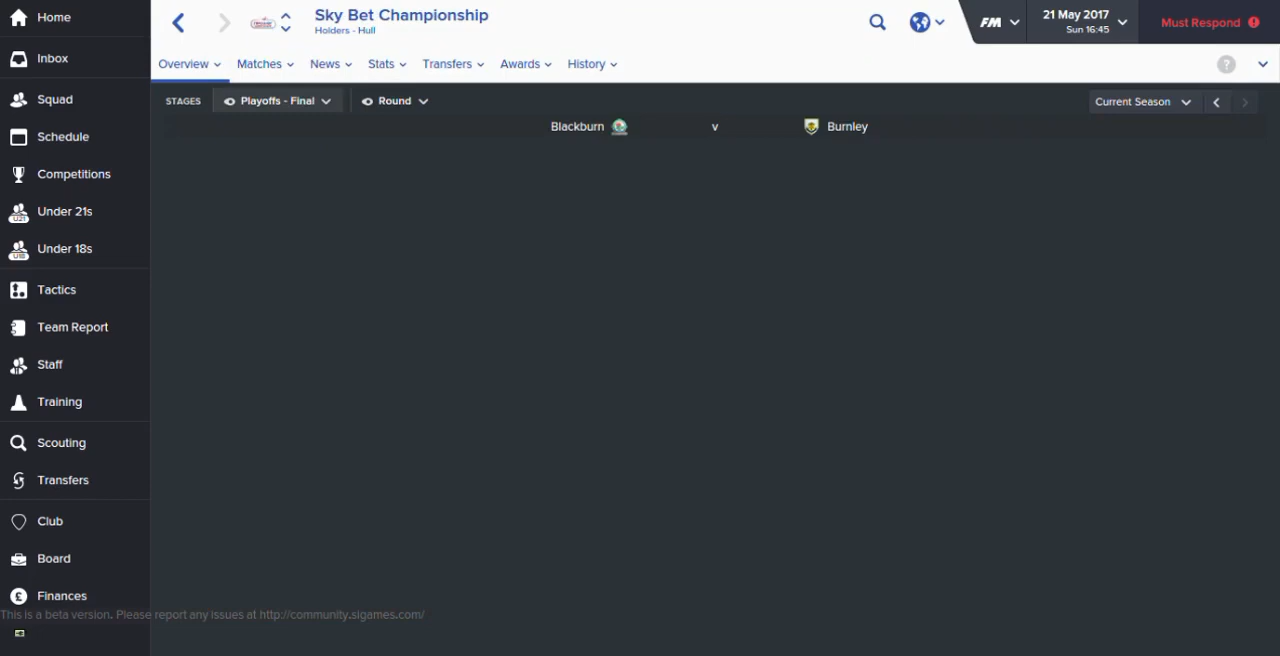 Home
Inbox
Squad
Schedule
Competitions
Under 21s
Under 18s
Tactics
Team Report
Staff
Training
Scouting
Transfers
Club
Board
Finances
Sky Bet Championship
Holders - Hull
FM
21 May 2017
Sun 16:45
Must Respond
Overview
Matches
News
Stats
Transfers
Awards
History
?
STAGES
Playoffs - Final
Round
Current Season
Blackburn v Burnley
This is a beta version. Please report any issues at http://community.sigames.com/